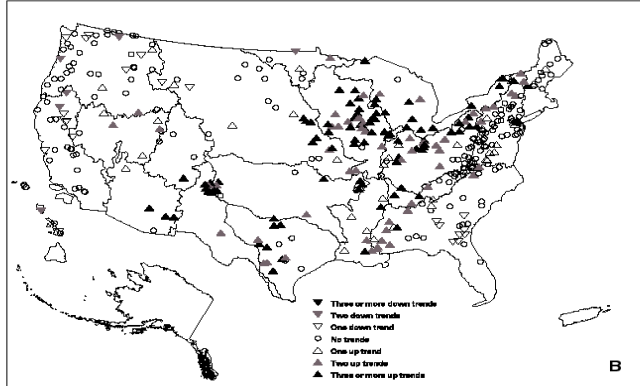 Three or more down trends
Two down trends
One down trend
No trends
One up trend
Two up trends
Three or more up trends
B